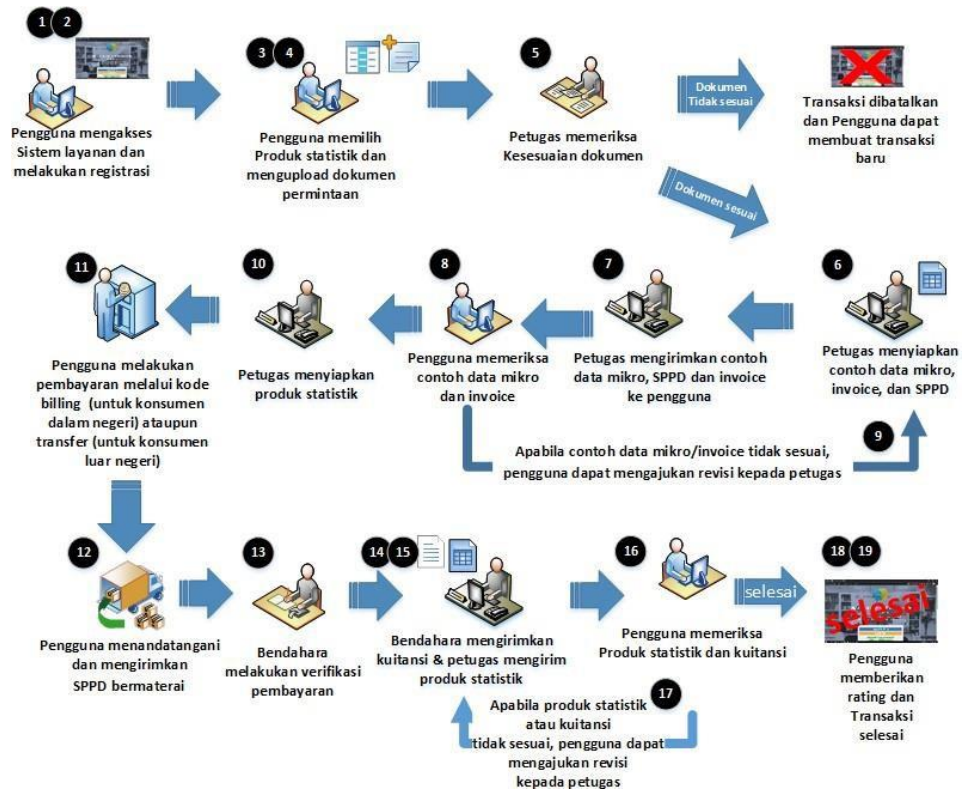 1 2
Pengguna mengakses
Sistem layanan dan
melakukan registrasi
3 4
Pengguna memilih
Produk statistik dan
mengupload dokumen
permintaan
5
Petugas memeriksa
Kesesuaian dokumen
Dokumen
Tidak sesuai
Transaksi dibatalkan
dan Pengguna dapat
membuat transaksi
baru
Dokumen sesuai
6
Petugas menyiapkan
contoh data mikro,
invoice, dan SPPD
7
Petugas mengirimkan contoh
data mikro, SPPD dan invoice
ke pengguna
8
Pengguna memeriksa
contoh data mikro
dan invoice
9
Apabila contoh data mikro/invoice tidak sesuai,
pengguna dapat mengajukan revisi kepada petugas
10
Petugas menyiapkan
produk statistik
11
Pengguna melakukan
pembayaran melalui kode
billing (untuk konsumen
dalam negeri) ataupun
transfer (untuk konsumen
luar negeri)
12
Pengguna menandatangani
dan mengirimkan
SPPD bermaterai
13
Bendahara
melakukan verifikasi
pembayaran
14 15
Bendahara mengirimkan
kuitansi & petugas mengirim
produk statistik
16
Pengguna memeriksa
Produk statistik dan kuitansi
17
Apabila produk statistik
atau kuitansi
tidak sesuai, pengguna dapat
mengajukan revisi
kepada petugas
selesai
18 19
selesai
Pengguna
memberikan
rating dan
Transaksi
selesai